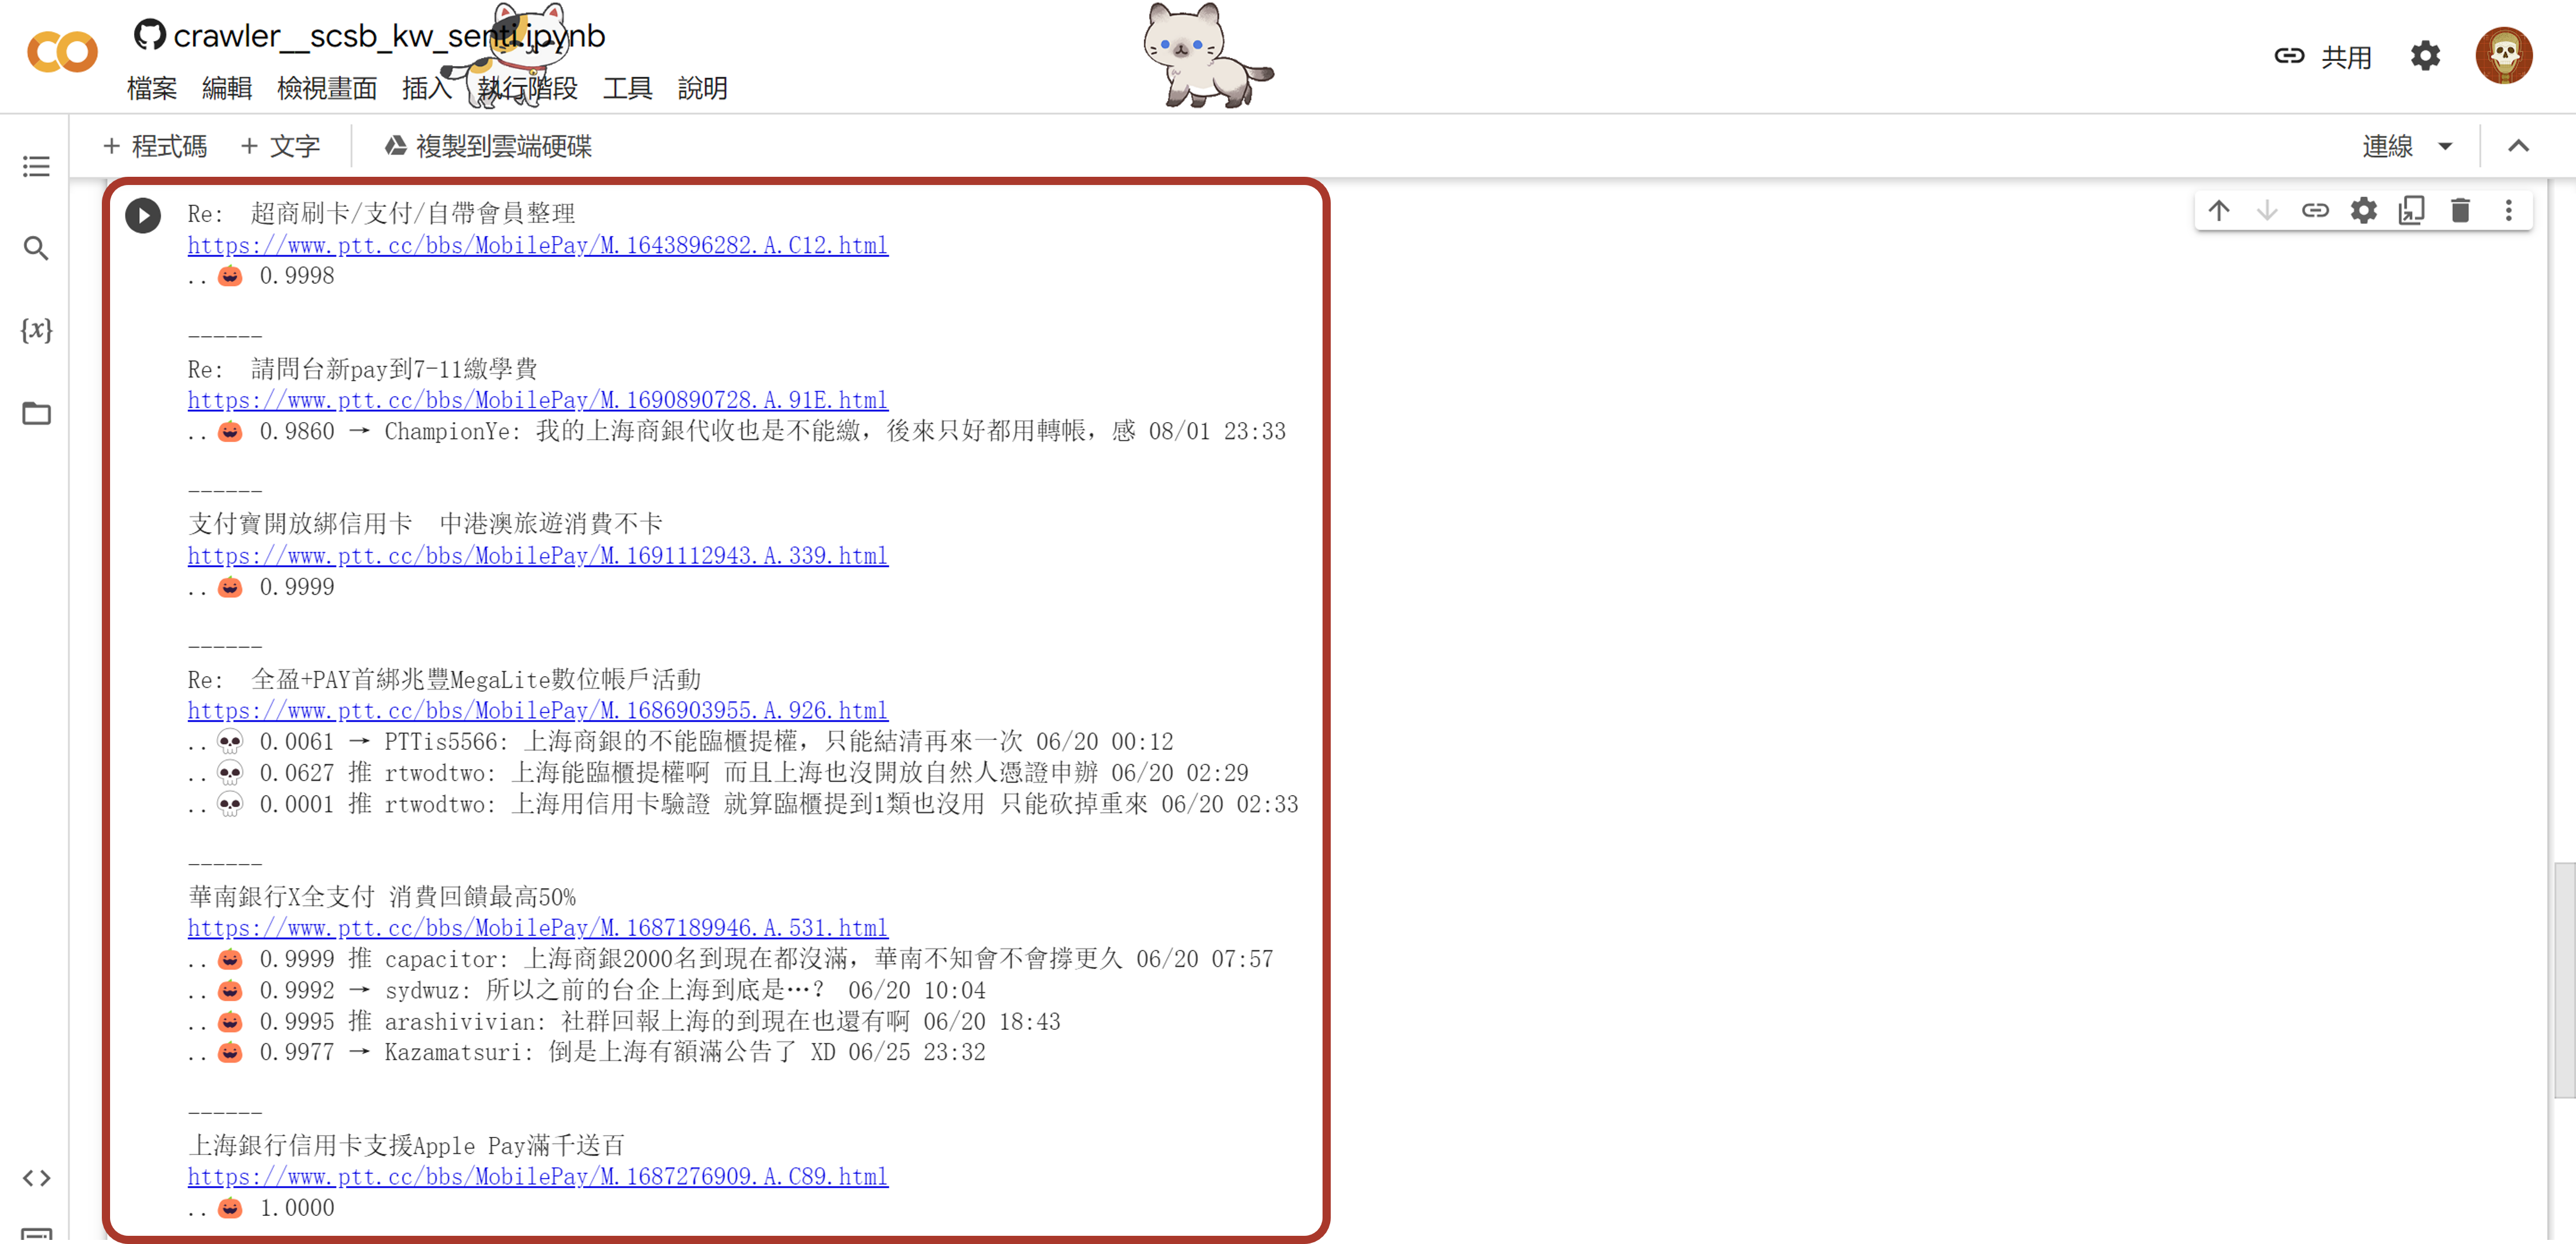 crawler__scsb_kw_senti.ipynb
檔案 編輯 檢視畫面 插入 執行階段 工具 說明
共用
+ 程式碼 + 文字 複製到雲端硬碟
連線
{x}
Re: 超商刷卡/支付/自帶會員整理
https://www.ptt.cc/bbs/MobilePay/M.1643896282.A.C12.html
.. 🎃 0.9998
------
Re: 請問台新pay到7-11繳學費
https://www.ptt.cc/bbs/MobilePay/M.1690890728.A.91E.html
.. 🎃 0.9860 → ChampionYe: 我的上海商銀代收也是不能繳，後來只好都用轉帳，感 08/01 23:33
------
支付寶開放綁信用卡 中港澳旅遊消費不卡
https://www.ptt.cc/bbs/MobilePay/M.1691112943.A.339.html
.. 🎃 0.9999
------
Re: 全盈+PAY首綁兆豐MegaLite數位帳戶活動
https://www.ptt.cc/bbs/MobilePay/M.1686903955.A.926.html
.. 💀 0.0061 → PTTis5566: 上海商銀的不能臨櫃提權，只能結清再來一次 06/20 00:12
.. 💀 0.0627 推 rtwodtwo: 上海能臨櫃提權啊 而且上海也沒開放自然人憑證申辦 06/20 02:29
.. 💀 0.0001 推 rtwodtwo: 上海用信用卡驗證 就算臨櫃提到1類也沒用 只能砍掉重來 06/20 02:33
------
華南銀行X全支付 消費回饋最高50%
https://www.ptt.cc/bbs/MobilePay/M.1687189946.A.531.html
.. 🎃 0.9999 推 capacitor: 上海商銀2000名到現在都沒滿，華南不知會不會撐更久 06/20 07:57
.. 🎃 0.9992 → sydwuz: 所以之前的台企上海到底是…？ 06/20 10:04
.. 🎃 0.9995 推 arashivivian: 社群回報上海的到現在也還有啊 06/20 18:43
.. 🎃 0.9977 → Kazamatsuri: 倒是上海有額滿公告了 XD 06/25 23:32
------
上海銀行信用卡支援Apple Pay滿千送百
https://www.ptt.cc/bbs/MobilePay/M.1687276909.A.C89.html
.. 🎃 1.0000